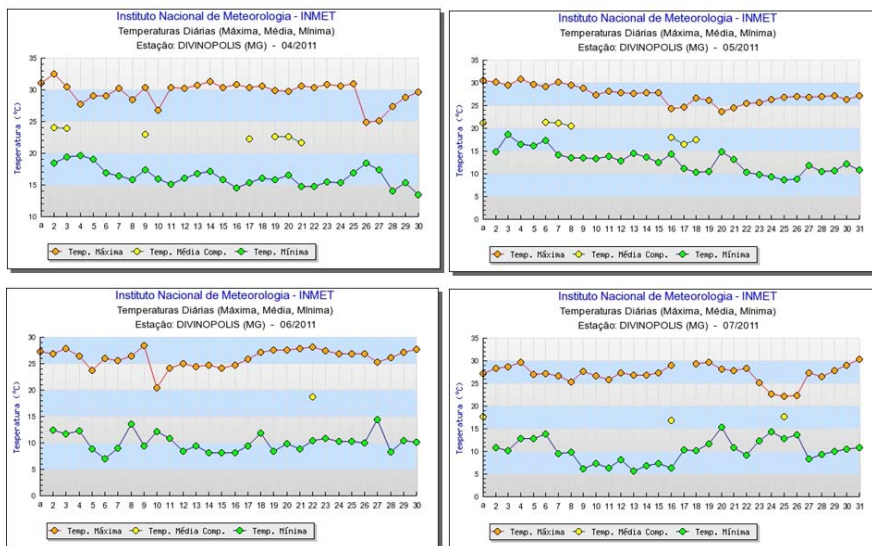 Instituto Nacional de Meteorologia - INMET
Temperaturas Diárias (Máxima, Média, Mínima)
Estação: DIVINOPOLIS (MG) - 04/2011
Temperatura (°C)
35
30
25
20
15
10
a 2 3 4 5 6 7 8 9 10 11 12 13 14 15 16 17 18 19 20 21 22 23 24 25 26 27 28 29 30
Temp. Máxima Temp. Média Comp. Temp. Mínima
Instituto Nacional de Meteorologia - INMET
Temperaturas Diárias (Máxima, Média, Mínima)
Estação: DIVINOPOLIS (MG) - 05/2011
Temperatura (°C)
35
30
25
20
15
10
5
0
a 2 3 4 5 6 7 8 9 10 11 12 13 14 15 16 17 18 19 20 21 22 23 24 25 26 27 28 29 30 31
Temp. Máxima Temp. Média Comp. Temp. Mínima
Instituto Nacional de Meteorologia - INMET
Temperaturas Diárias (Máxima, Média, Mínima)
Estação: DIVINOPOLIS (MG) - 06/2011
Temperatura (°C)
30
25
20
15
10
5
0
a 2 3 4 5 6 7 8 9 10 11 12 13 14 15 16 17 18 19 20 21 22 23 24 25 26 27 28 29 30
Temp. Máxima Temp. Média Comp. Temp. Mínima
Instituto Nacional de Meteorologia - INMET
Temperaturas Diárias (Máxima, Média, Mínima)
Estação: DIVINOPOLIS (MG) - 07/2011
Temperatura (°C)
35
30
25
20
15
10
5
0
a 2 3 4 5 6 7 8 9 10 11 12 13 14 15 16 17 18 19 20 21 22 23 24 25 26 27 28 29 30 31
Temp. Máxima Temp. Média Comp. Temp. Mínima